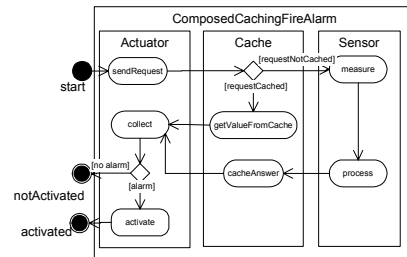 ComposedCachingFireAlarm
Actuator
Cache
Sensor
start
sendRequest
[requestNotCached]
measure
[requestCached]
collect
getValueFromCache
[no alarm]
cacheAnswer
process
notActivated
[alarm]
activated
activate